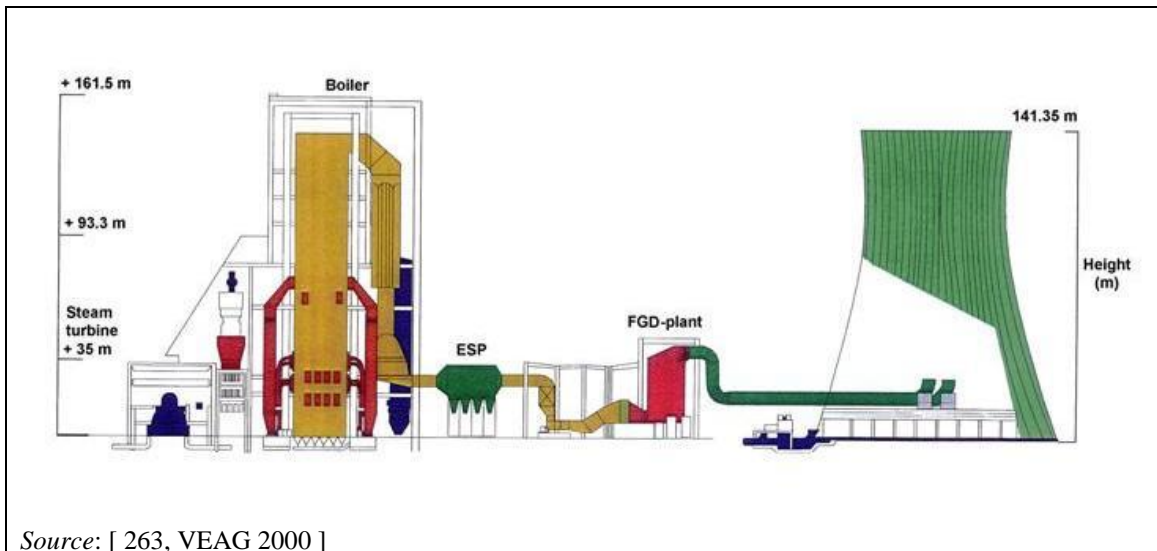 + 161.5 m
Boiler
141.35 m
+ 93.3 m
Height
(m)
Steam
turbine
+ 35 m
FGD-plant
ESP
Source: [ 263, VEAG 2000 ]